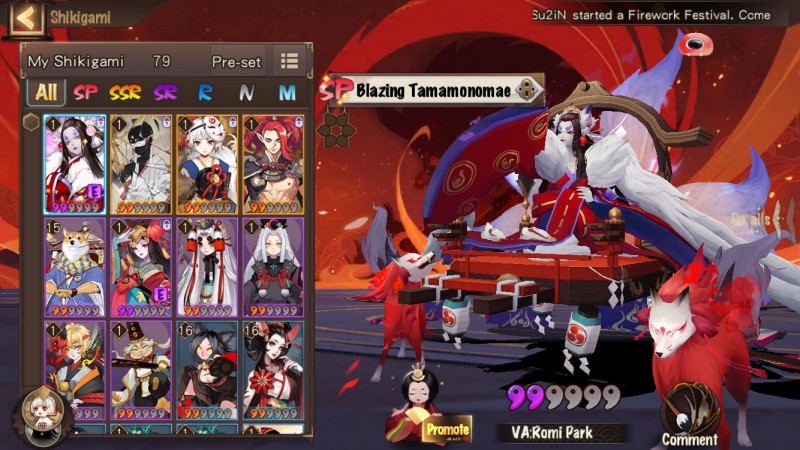 Shikigami
Su2iN started a Firework Festival. Come
My Shikigami 79 Pre-set
All SP SSR SR R N M
SP Blazing Tamamonomae
1 1 1 1
E
15 1 1 1
E
1 1 16 16
Details
Promote
VA:Romi Park
Comment